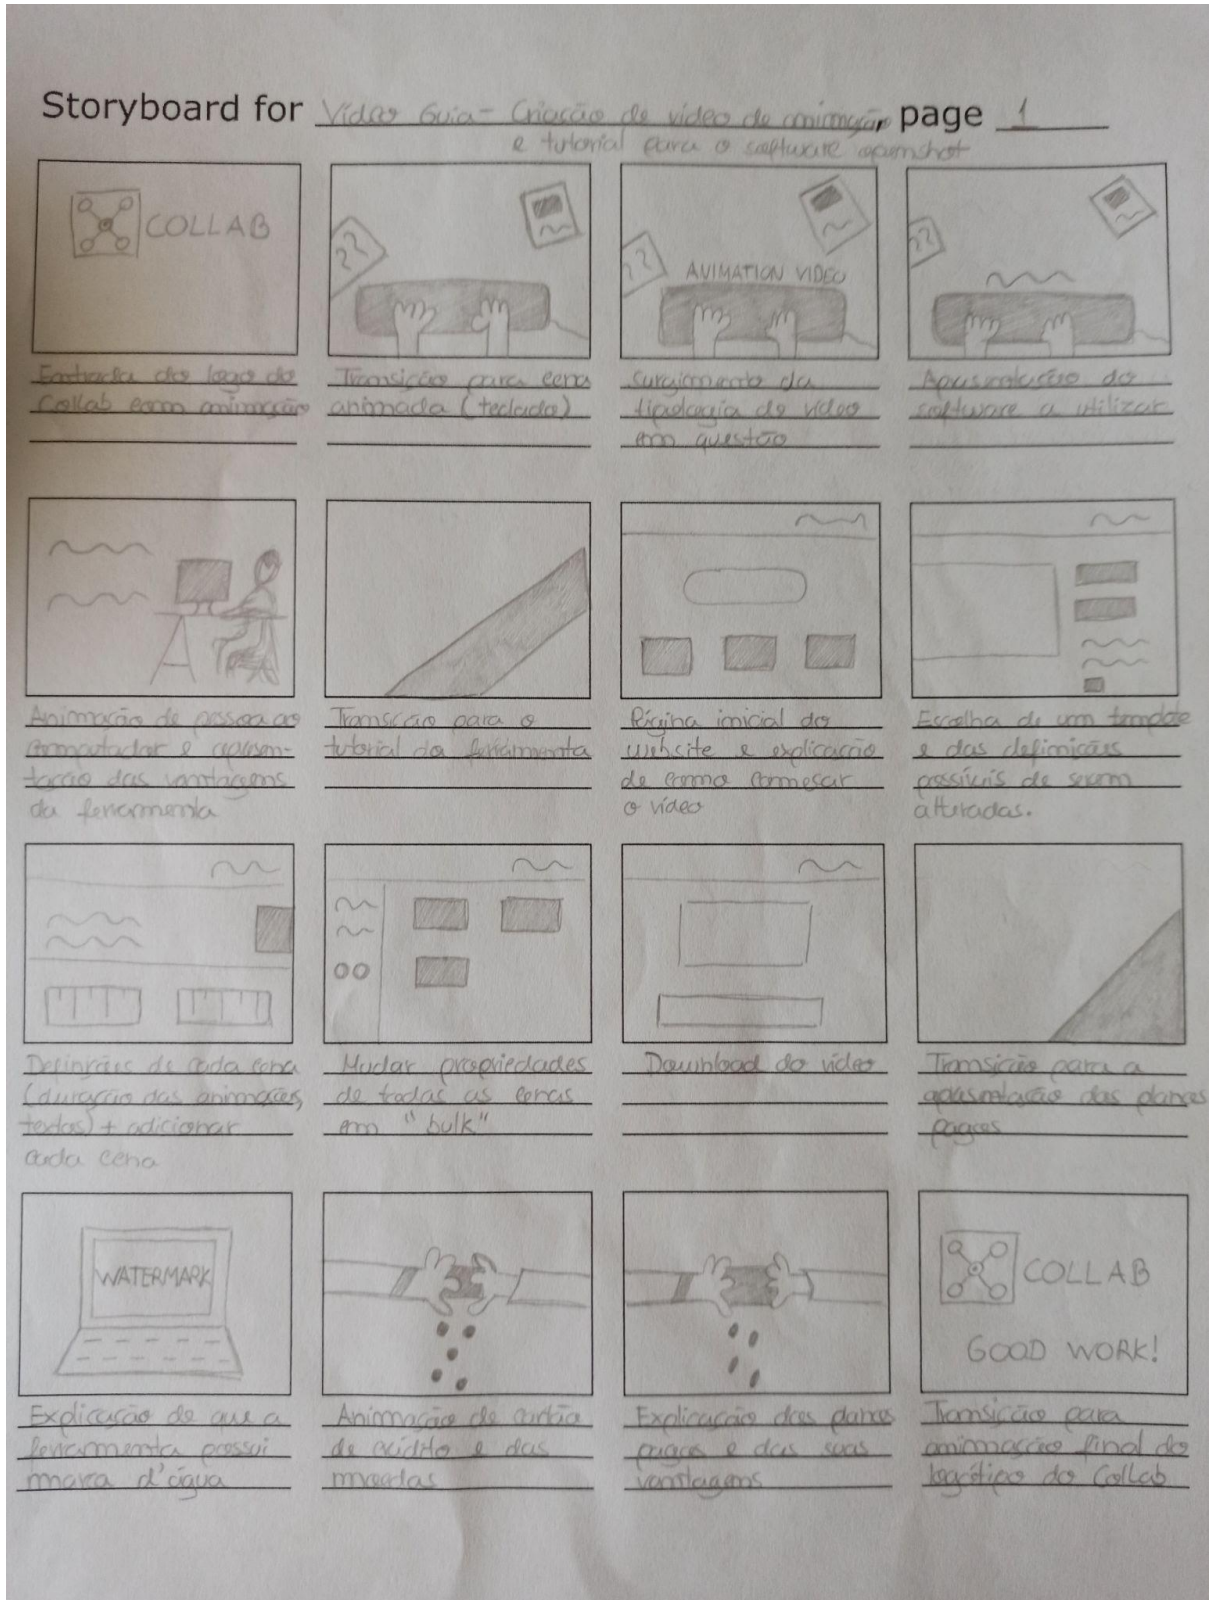 Storyboard for Vídeo Guia - Criação de video de animação, page 1
e tutorial para o software openshot
COLLAB
Entrada do logo do
Collab com animação
Transição para cena
animada (teclado)
ANIMATION VIDEO
Surgimento da
tipologia do vídeo
em questão
Apresentação do
software a utilizar
Animação de pessoa ao
computador e apresen-
tação das vantagens
da ferramenta
Transição para o
tutorial da ferramenta
Página inicial do
website e explicação
de como começar
o vídeo
Escolha de um template
e das definições
possíveis de serem
alteradas.
Definições de cada cena
(duração das animações,
textos) + adicionar
cada cena
Mudar propriedades
de todas as cenas
em "bulk"
Download do vídeo
Transição para a
apresentação dos planos
pagos
WATERMARK
Explicação de que a
ferramenta possui
marca d'água
Animação de cartão
de crédito e das
moedas
Explicação dos planos
pagos e das suas
vantagens
COLLAB
GOOD WORK!
Transição para
animação final do
logótipo do Collab